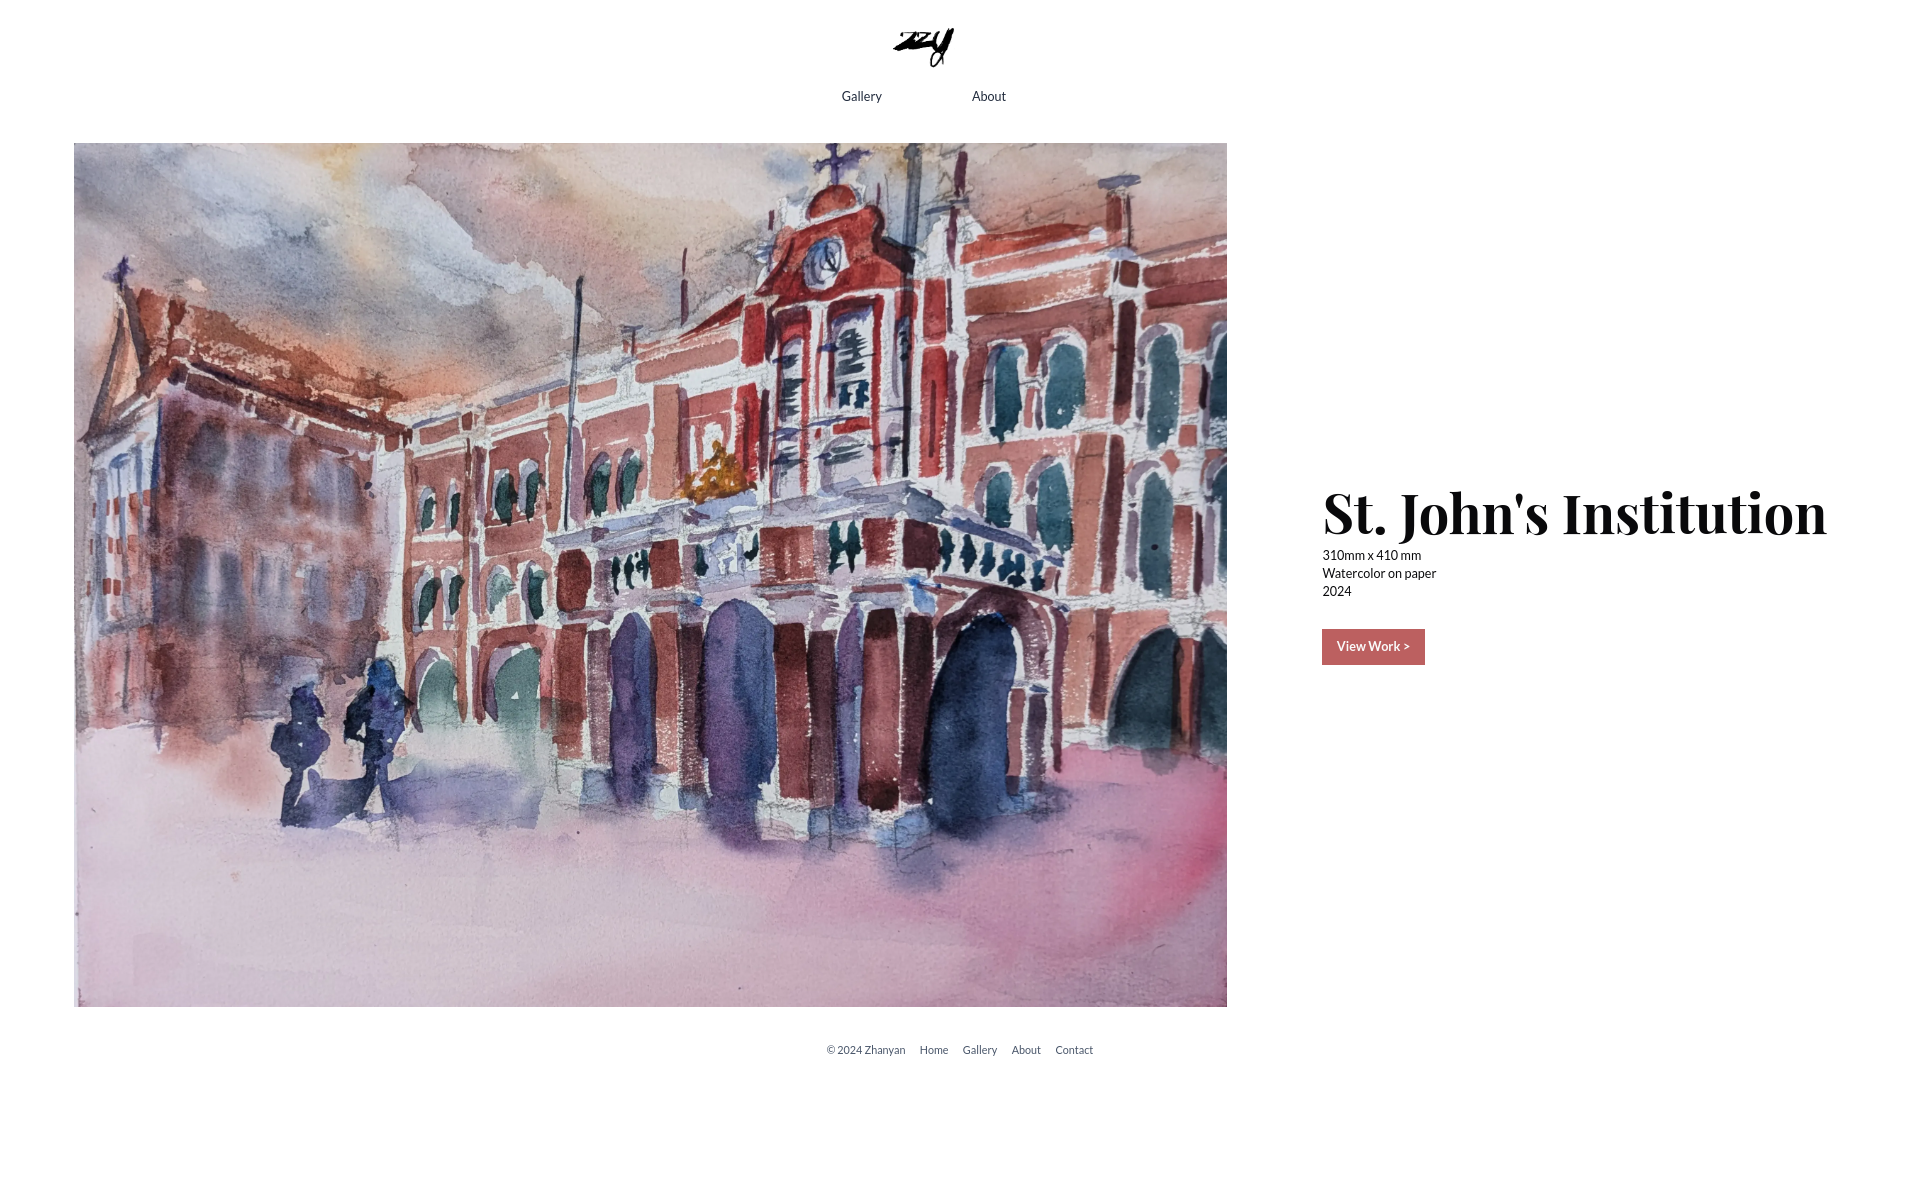 zzy
Gallery
About
St. John's Institution
310mm x 410 mm
Watercolor on paper
2024
View Work >
© 2024 Zhanyan
Home
Gallery
About
Contact